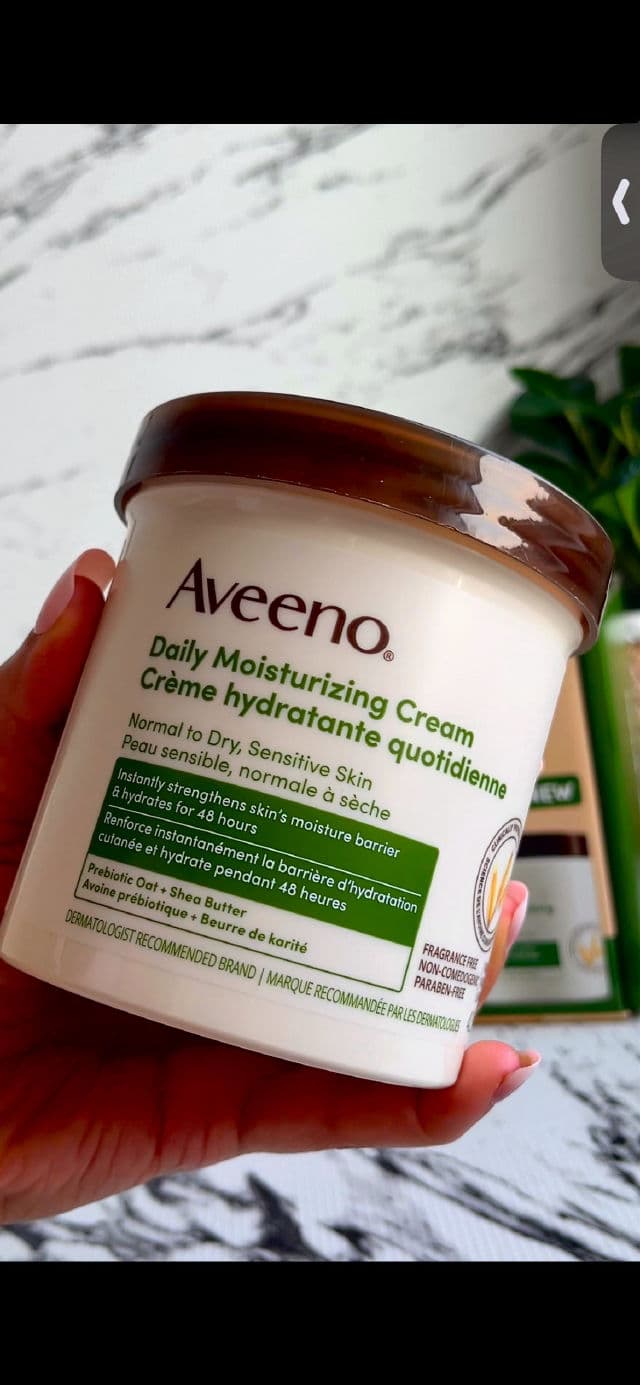 Aveeno®
Daily Moisturizing Cream
Crème hydratante quotidienne
Normal to Dry, Sensitive Skin
Peau sensible, normale à sèche
Instantly strengthens skin's moisture barrier
& hydrates for 48 hours
Renforce instantanément la barrière d'hydratation
cutanée et hydrate pendant 48 heures
Prebiotic Oat + Shea Butter
Avoine prébiotique + Beurre de karité
DERMATOLOGIST RECOMMENDED BRAND | MARQUE RECOMMANDÉE PAR LES DERMATOLOGUES
FRAGRANCE FREE
NON-COMEDOGENIC
PARABEN-FREE
NEW